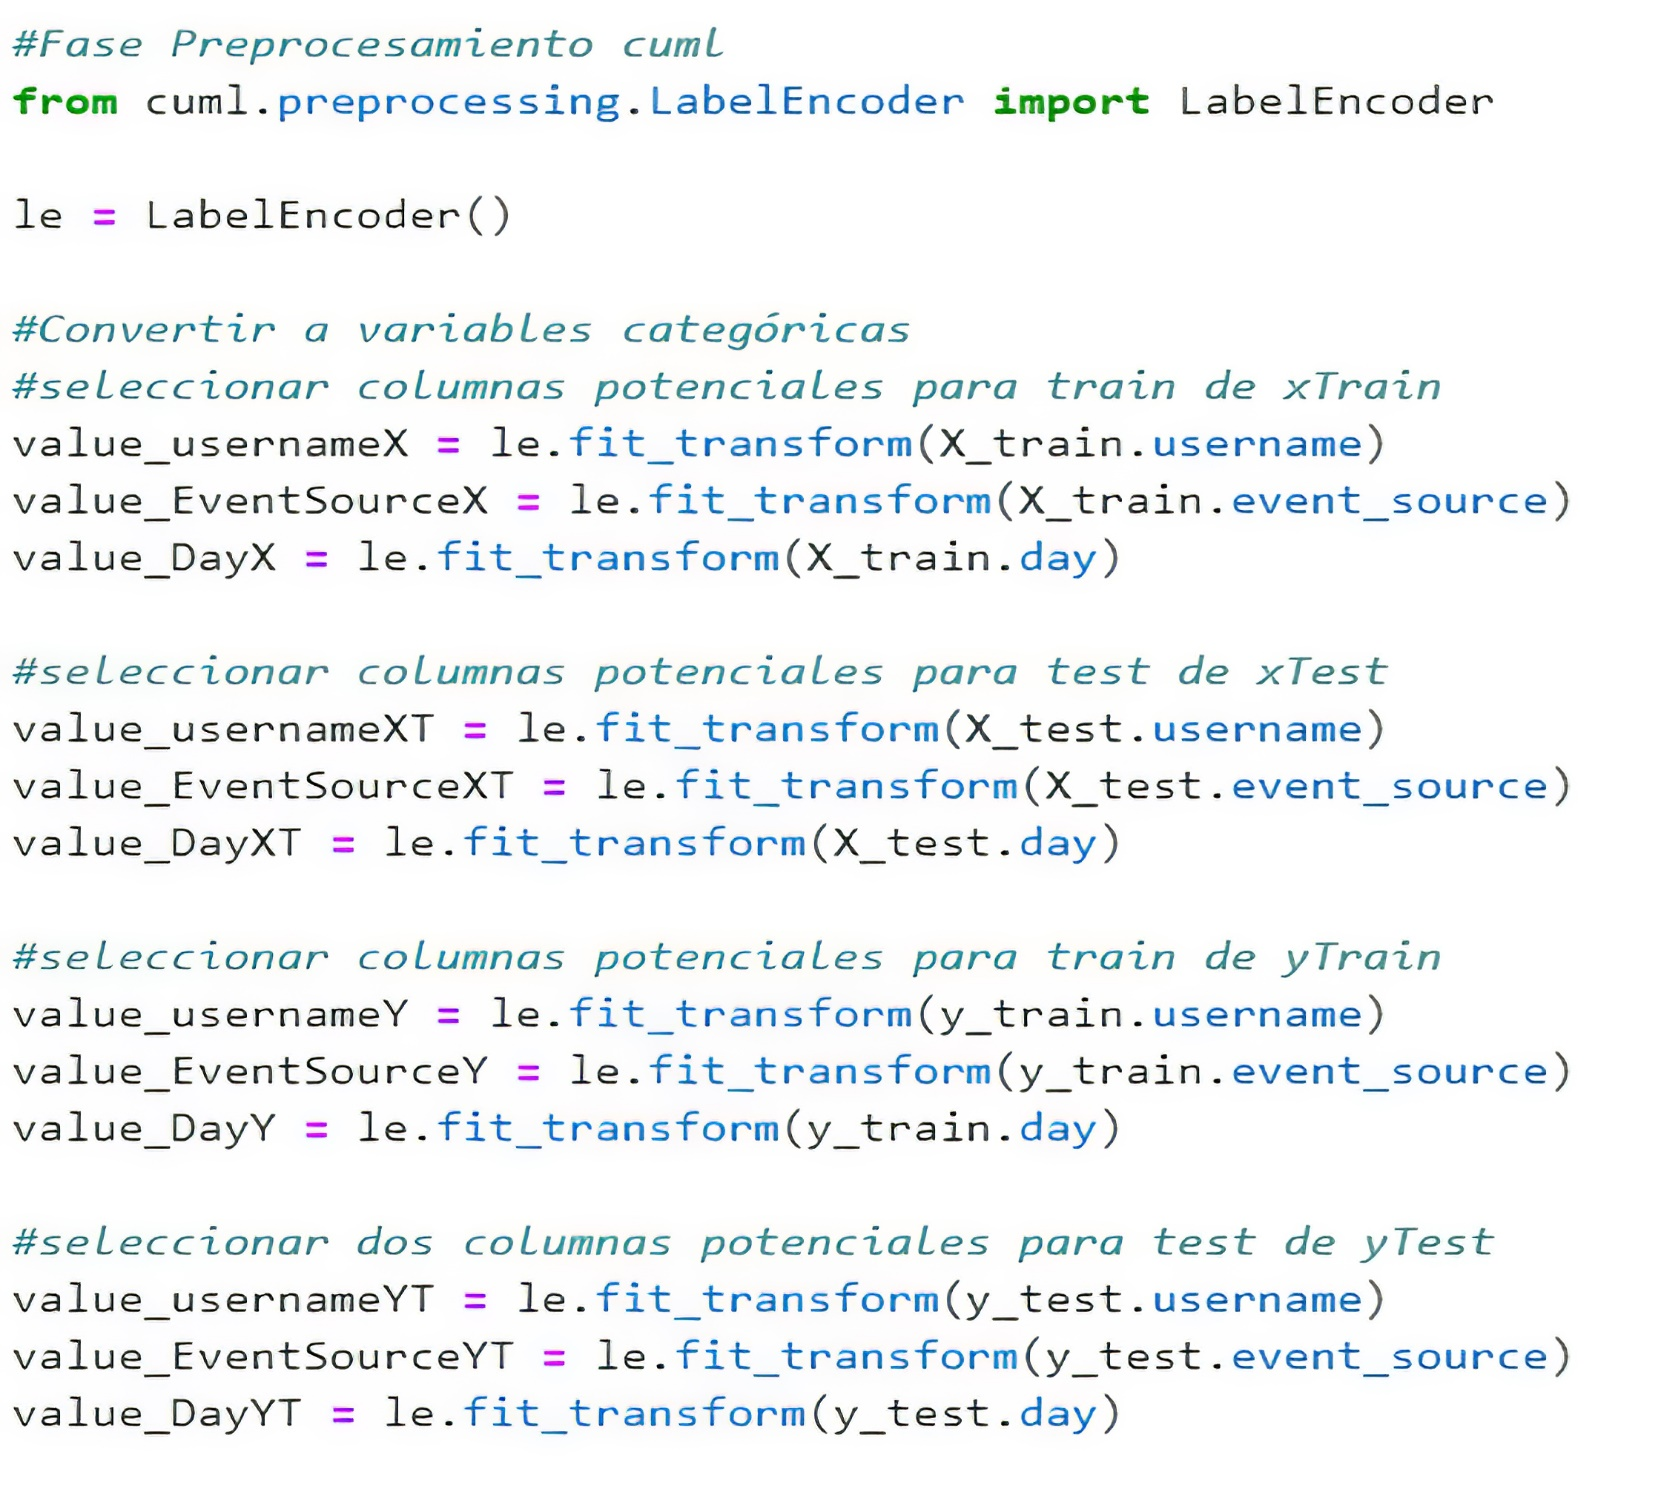 #Fase Preprocesamiento cuml
from cuml.preprocessing.LabelEncoder import LabelEncoder
le = LabelEncoder()
#Convertir a variables categóricas
#seleccionar columnas potenciales para train de xTrain
value_usernameX = le.fit_transform(X_train.username)
value_EventSourceX = le.fit_transform(X_train.event_source)
value_DayX = le.fit_transform(X_train.day)
#seleccionar columnas potenciales para test de xTest
value_usernameXT = le.fit_transform(X_test.username)
value_EventSourceXT = le.fit_transform(X_test.event_source)
value_DayXT = le.fit_transform(X_test.day)
#seleccionar columnas potenciales para train de yTrain
value_usernameY = le.fit_transform(y_train.username)
value_EventSourceY = le.fit_transform(y_train.event_source)
value_DayY = le.fit_transform(y_train.day)
#seleccionar dos columnas potenciales para test de yTest
value_usernameYT = le.fit_transform(y_test.username)
value_EventSourceYT = le.fit_transform(y_test.event_source)
value_DayYT = le.fit_transform(y_test.day)